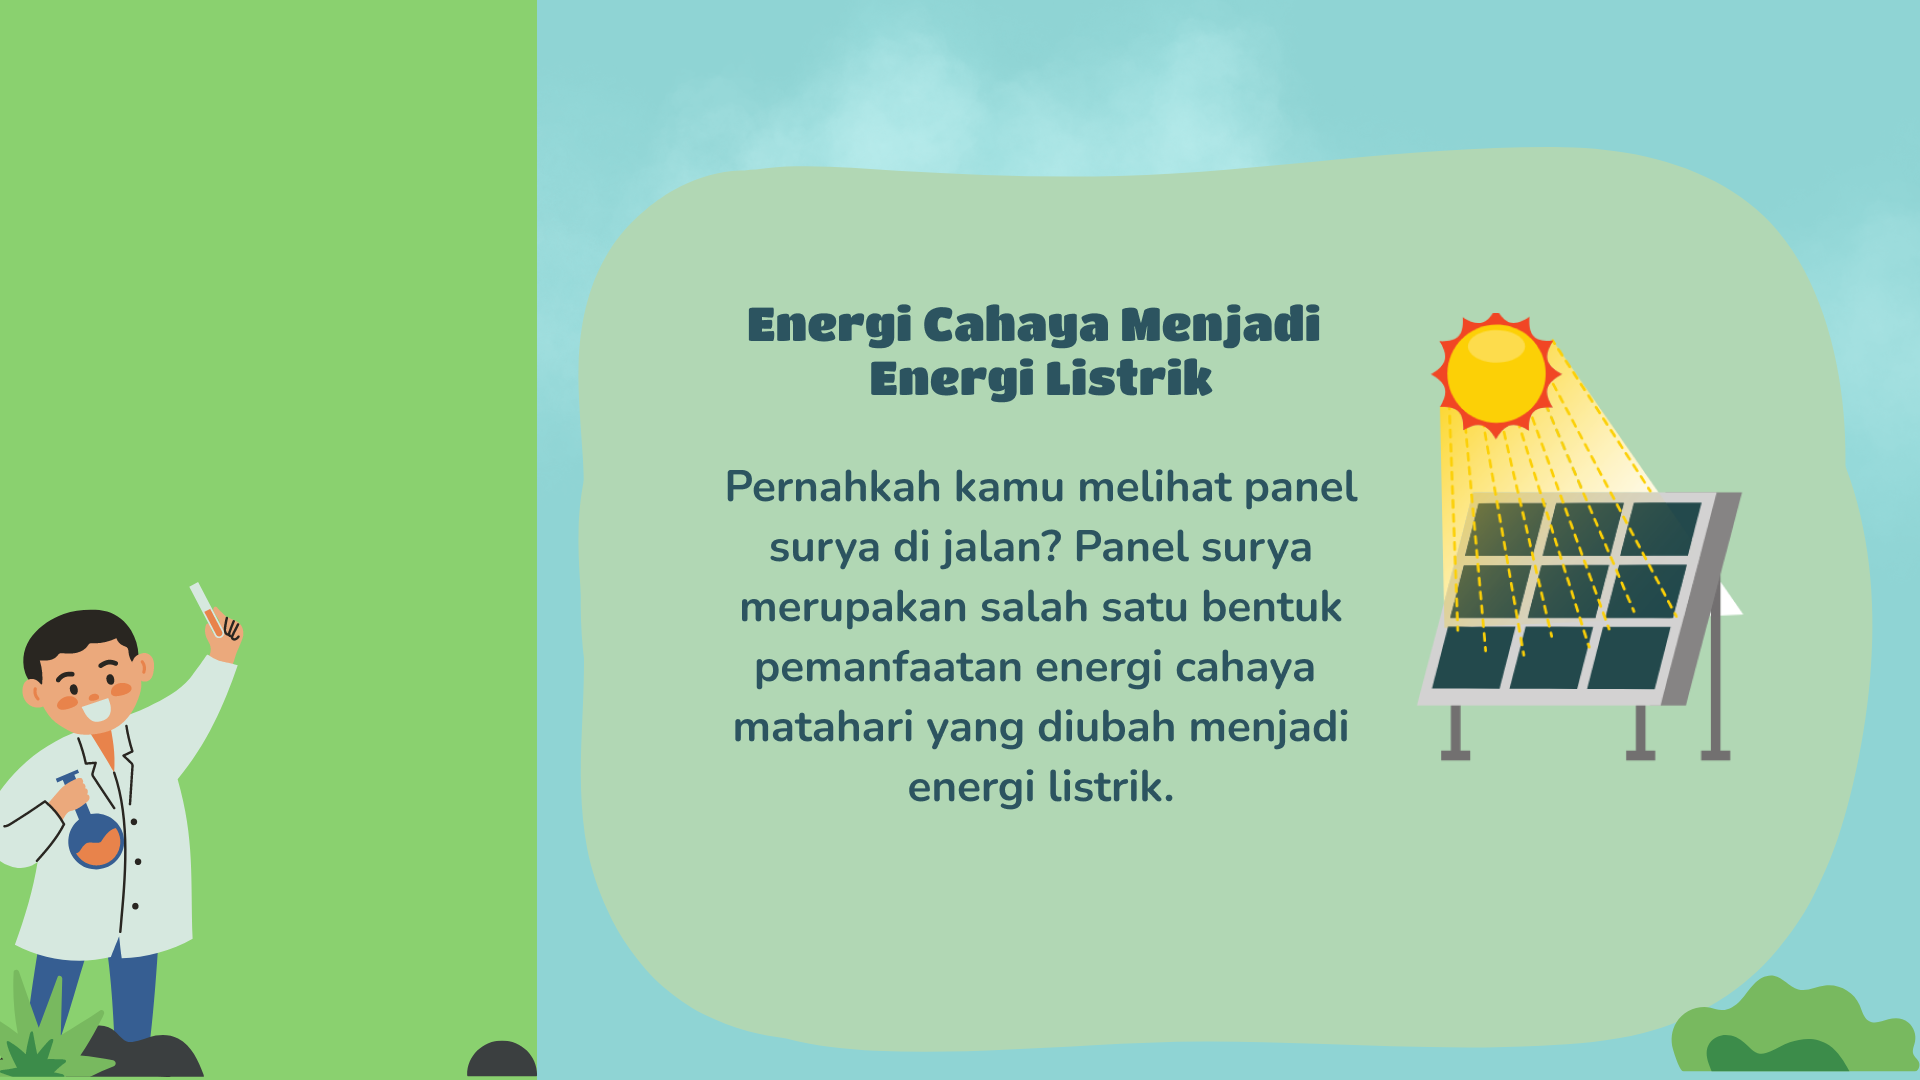 Energi Cahaya Menjadi
Energi Listrik
Pernahkah kamu melihat panel
surya di jalan? Panel surya
merupakan salah satu bentuk
pemanfaatan energi cahaya
matahari yang diubah menjadi
energi listrik.